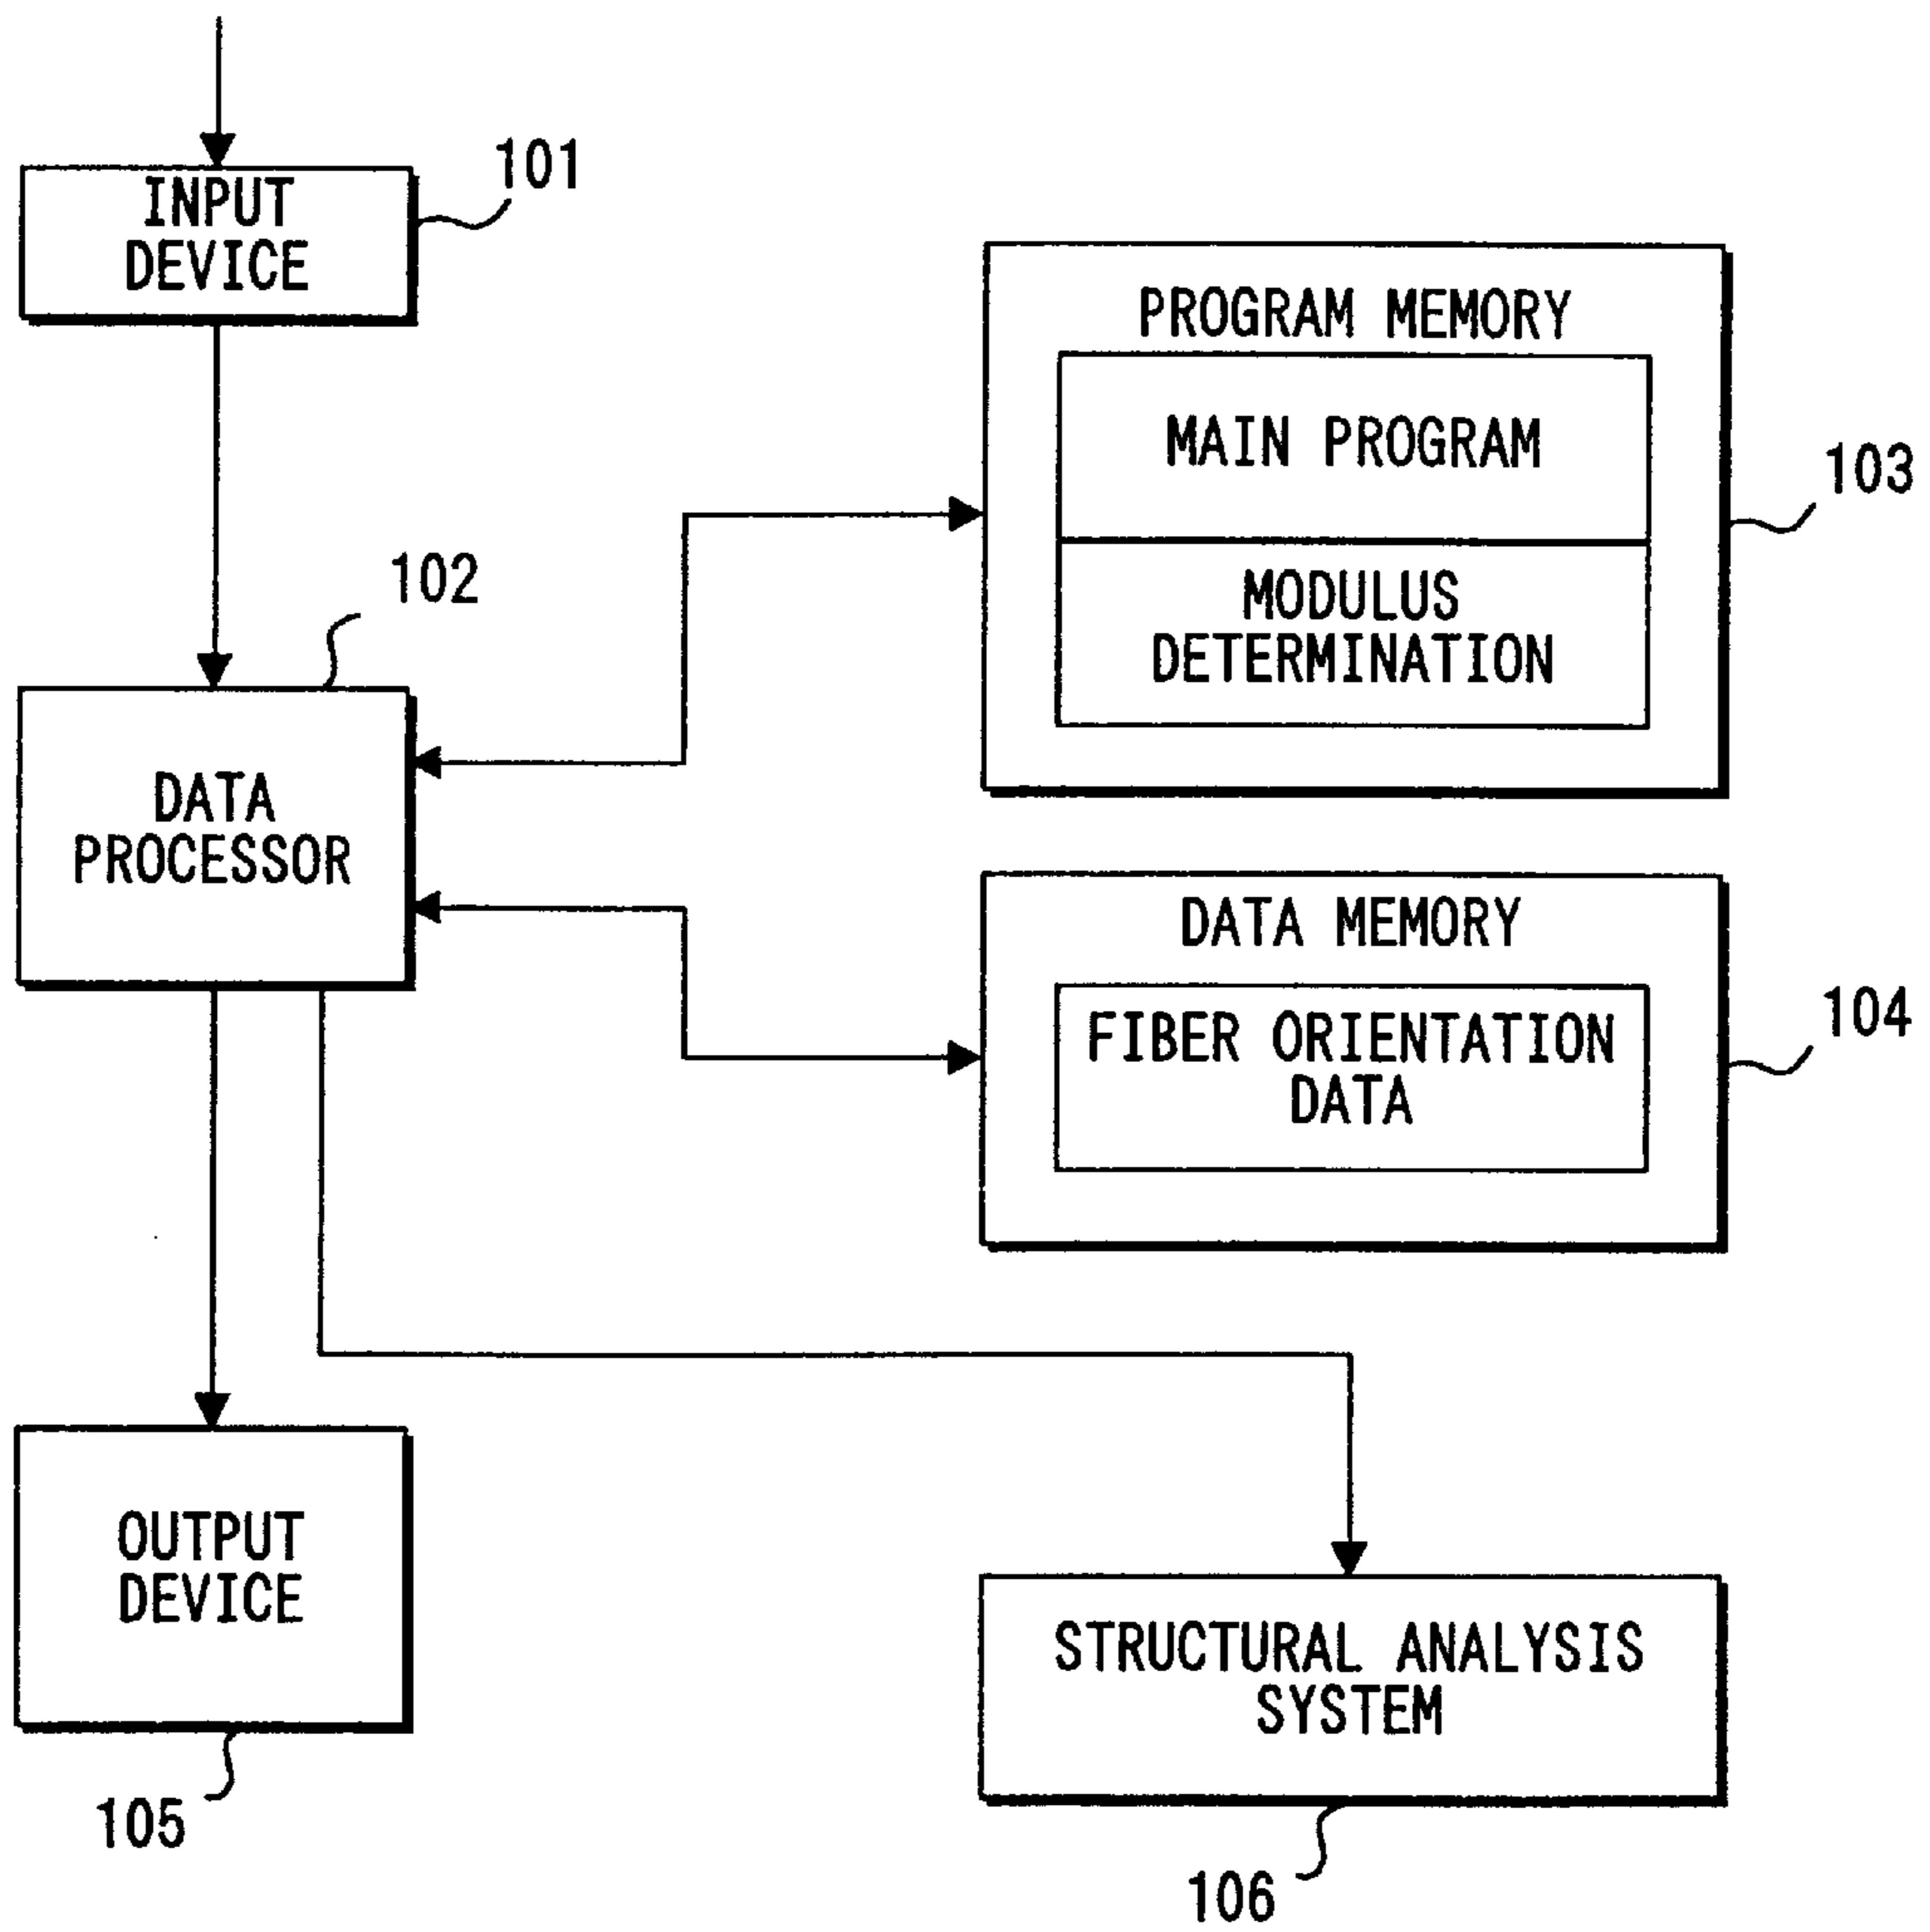 INPUT
DEVICE
101
PROGRAM MEMORY
MAIN PROGRAM
MODULUS
DETERMINATION
103
102
DATA
PROCESSOR
DATA MEMORY
FIBER ORIENTATION
DATA
104
OUTPUT
DEVICE
105
STRUCTURAL ANALYSIS
SYSTEM
106